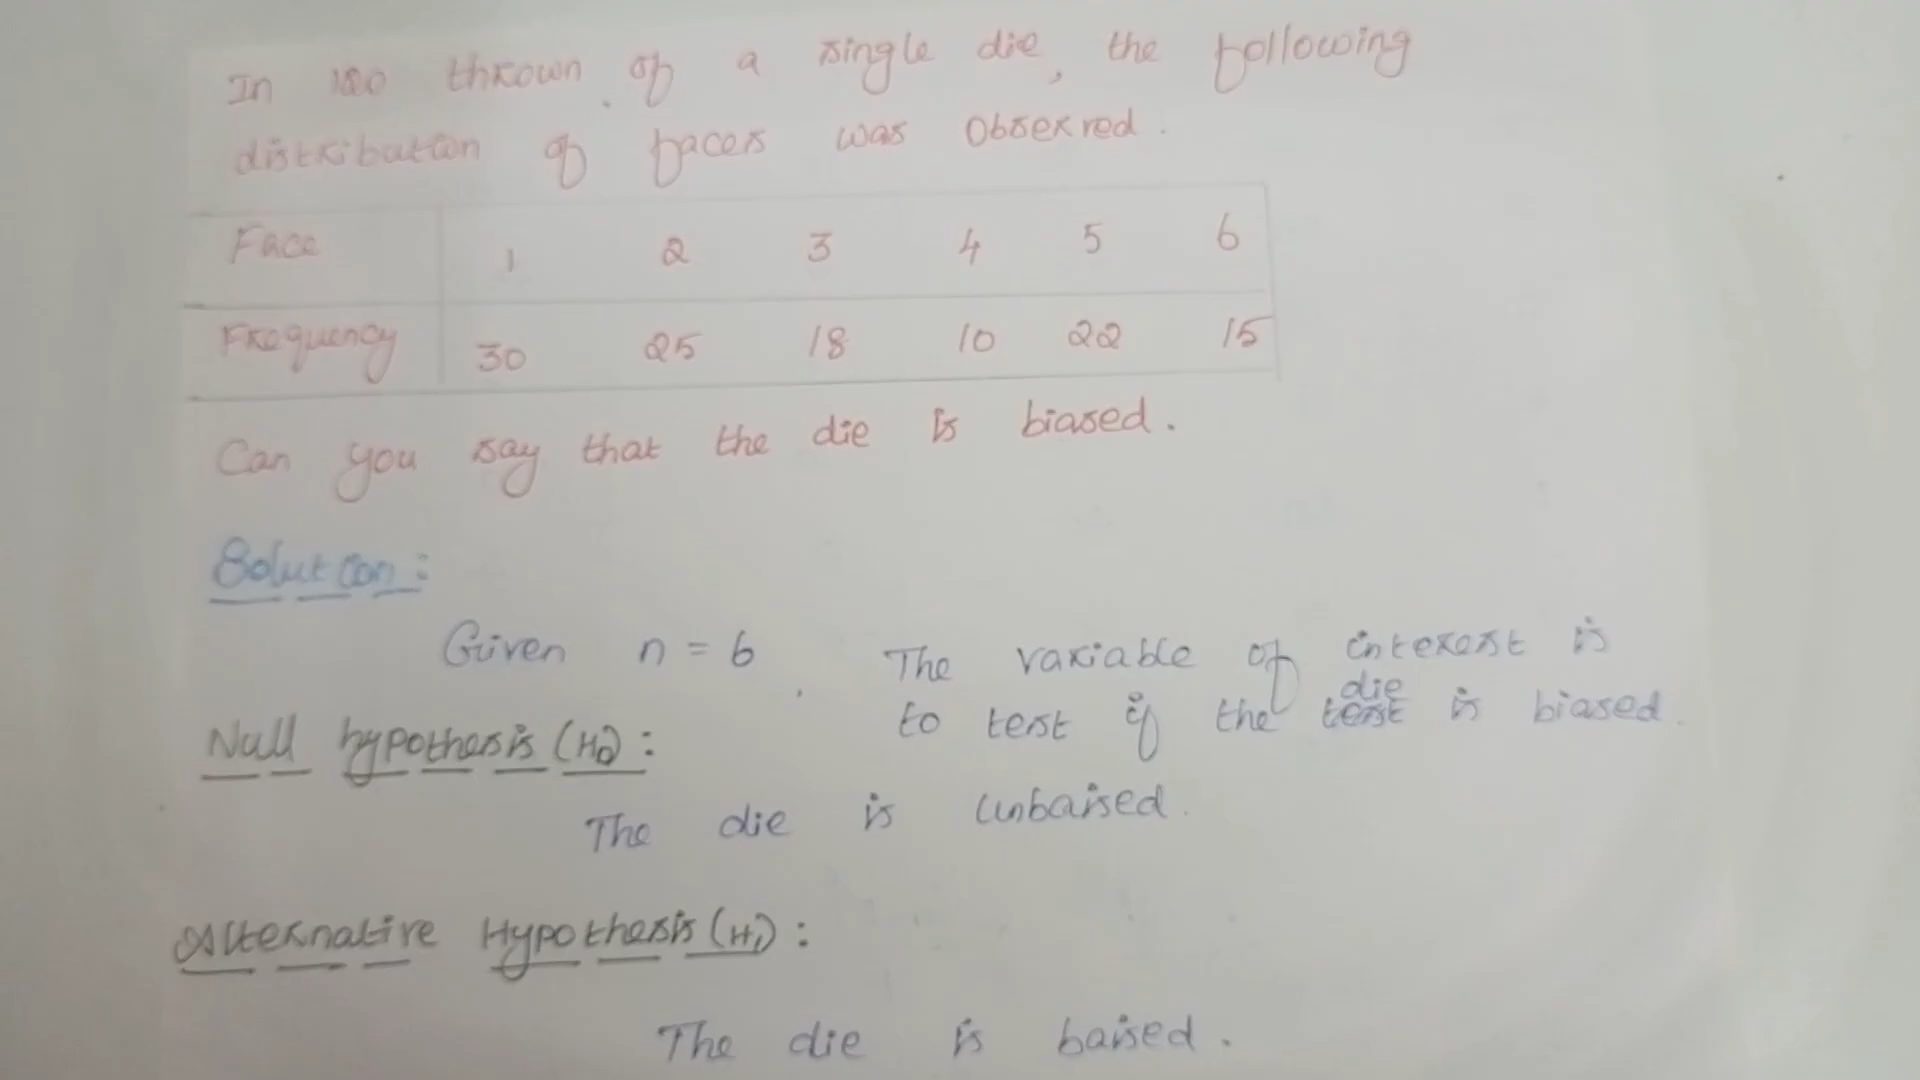 In 120 thrown of a single die, the following
distribution of faces was Observed.
Face 1 2 3 4 5 6
Frequency 30 25 18 10 22 15
Can you say that the die is biased.
Solution:
Given n = 6
The variable of interest is
to test if the die is biased.
Null hypothesis (H0):
The die is unbaised.
Alternative Hypothesis (H1):
The die is baised.